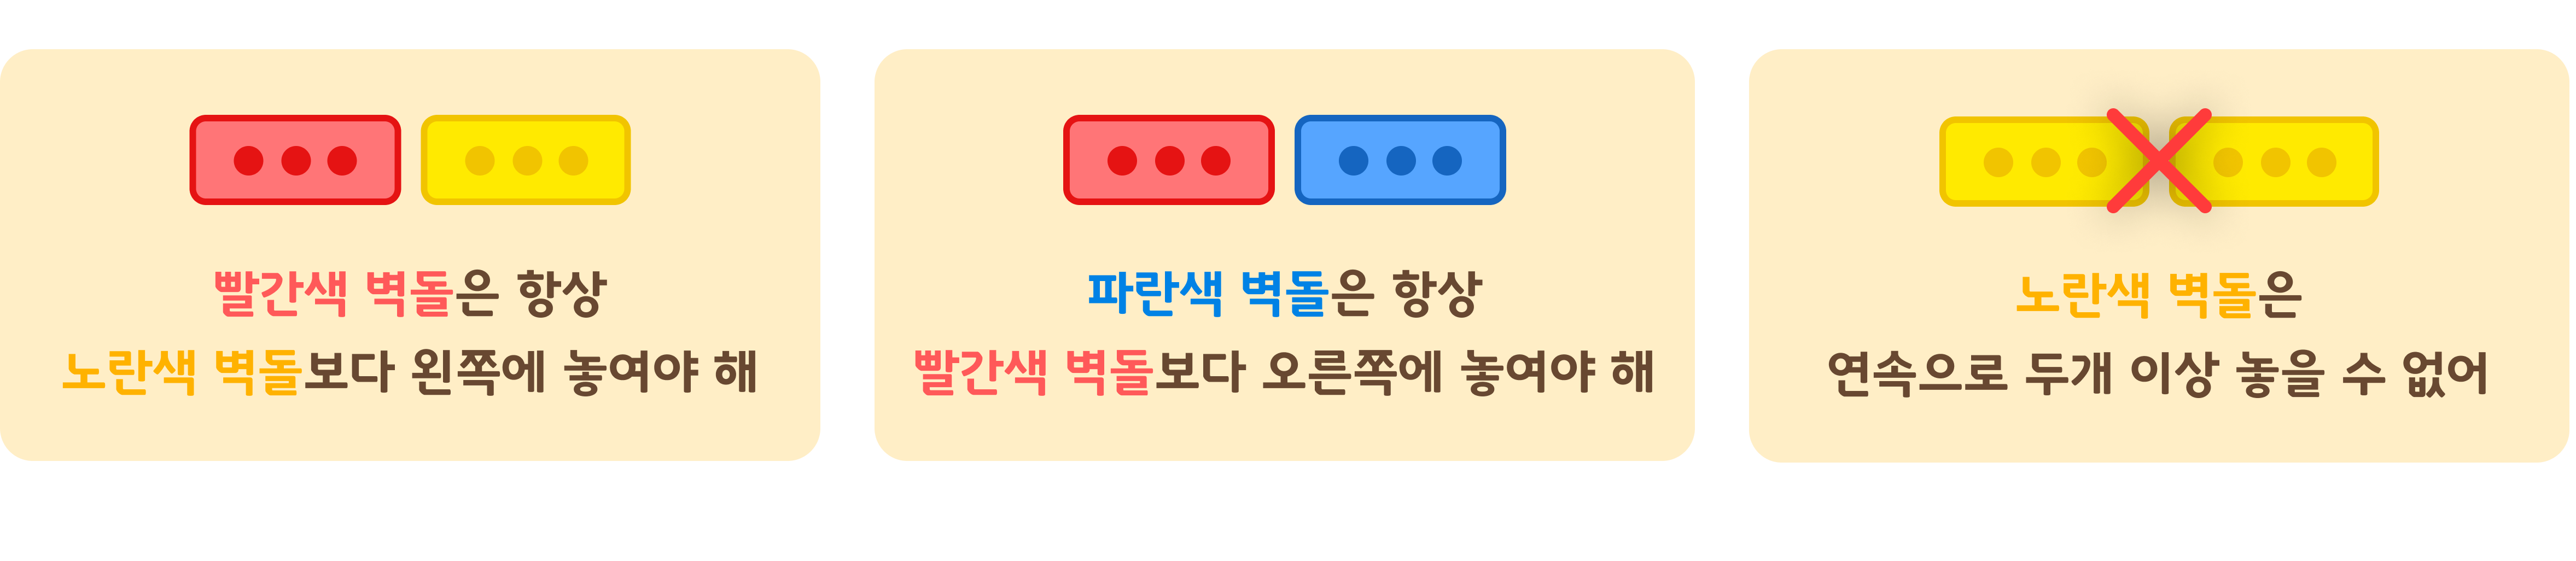 빨간색 벽돌은 항상
노란색 벽돌보다 왼쪽에 놓여야 해
파란색 벽돌은 항상
빨간색 벽돌보다 오른쪽에 놓여야 해
노란색 벽돌은
연속으로 두개 이상 놓을 수 없어